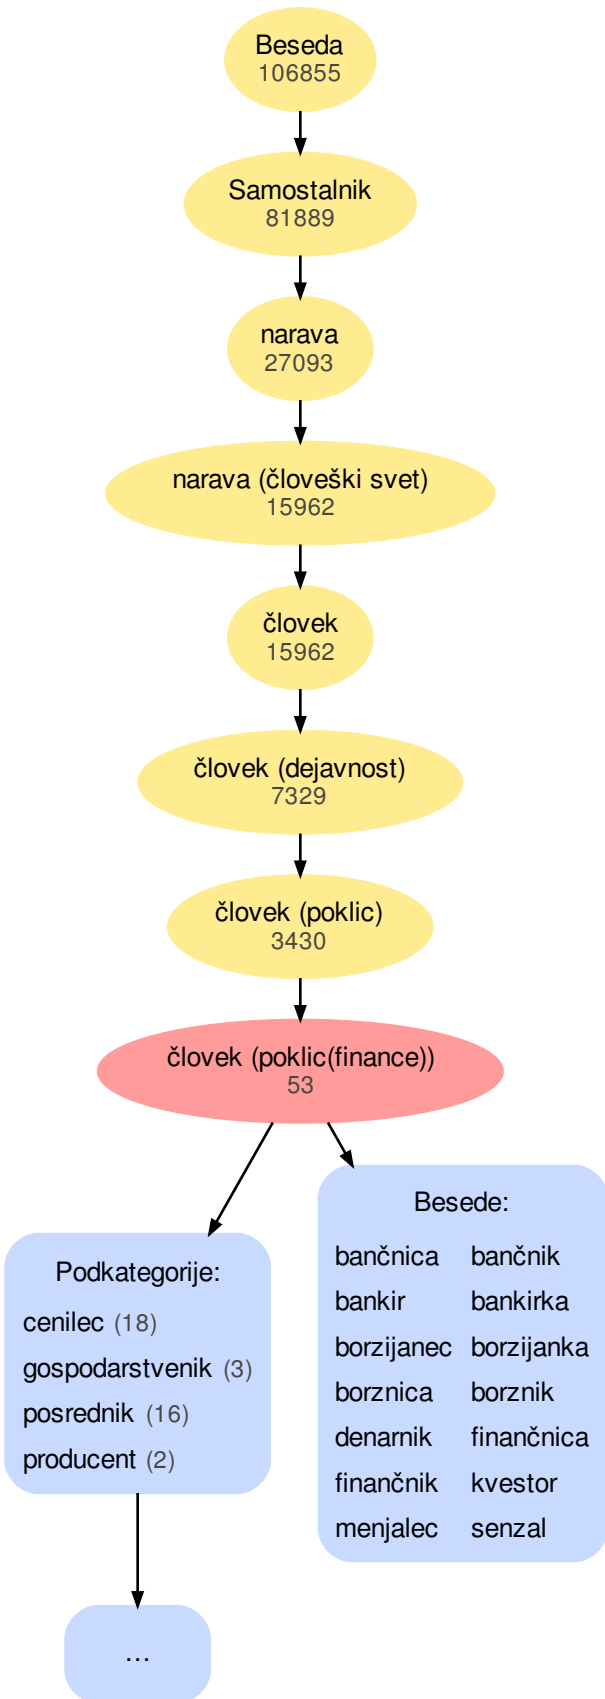 Beseda
106855
Samostalnik
81889
narava
27093
narava (človeški svet)
15962
človek
15962
človek (dejavnost)
7329
človek (poklic)
3430
človek (poklic(finance))
53
Podkategorije:
cenilec (18)
gospodarstvenik (3)
posrednik (16)
producent (2)
...
Besede:
bančnica bančnik
bankir bankirka
borzijanec borzijanka
borznica borznik
denarnik finančnica
finančnik kvestor
menjalec senzal